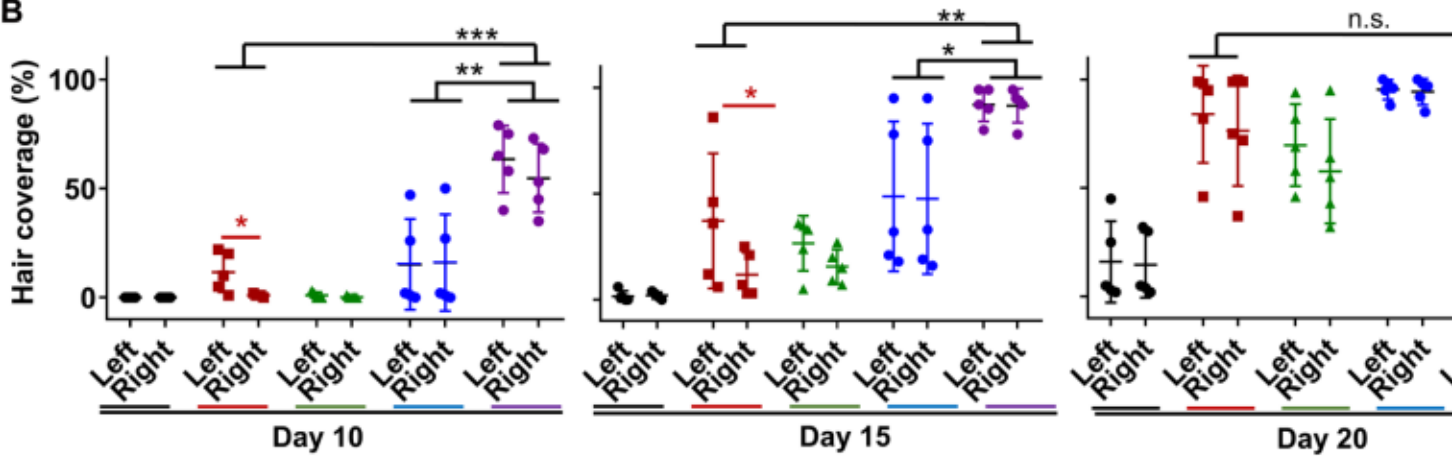 B
Hair coverage (%)
100
50
0
***
**
*
Left Right Left Right Left Right Left Right Left Right
Day 10
**
*
*
Left Right Left Right Left Right Left Right Left Right
Day 15
n.s.
Left Right Left Right Left Right Left Right L
Day 20